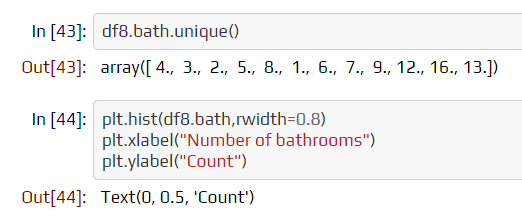 In [43]: df8.bath.unique()
Out[43]: array([ 4.,  3.,  2.,  5.,  8.,  1.,  6.,  7.,  9., 12., 16., 13.])
In [44]: plt.hist(df8.bath,rwidth=0.8)
plt.xlabel("Number of bathrooms")
plt.ylabel("Count")
Out[44]: Text(0, 0.5, 'Count')